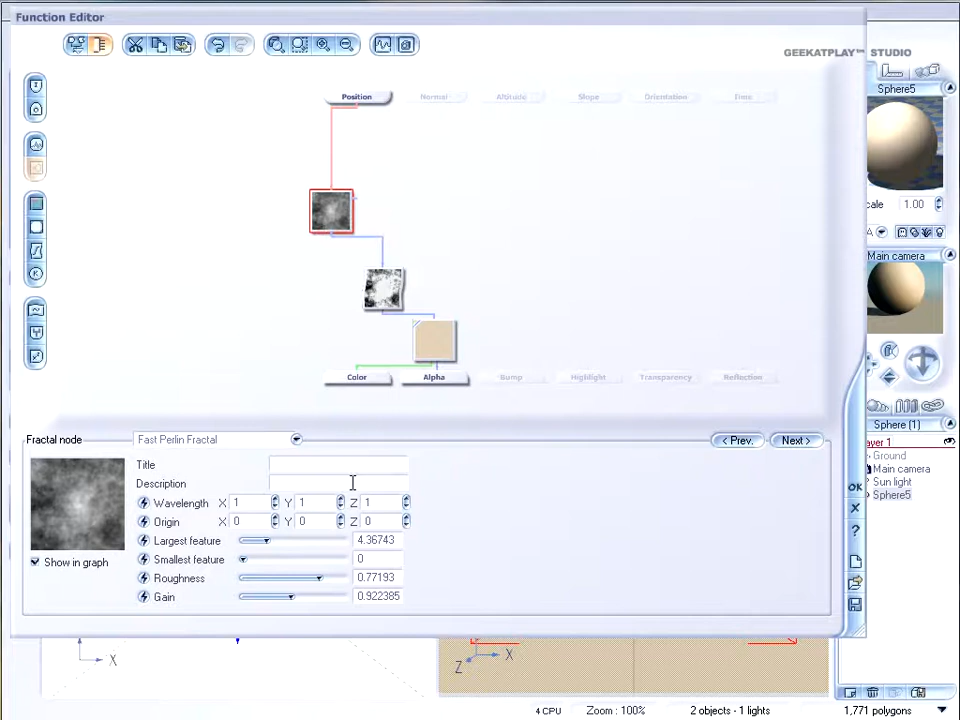 Function Editor
GEEKATPLAY™ STUDIO
Position
Normal
Altitude
Slope
Orientation
Time
Sphere5
cale 1.00
A
Main camera
Color
Alpha
Bump
Highlight
Transparency
Reflection
Sphere (1)
Fractal node
Fast Perlin Fractal
< Prev.
Next >
ayer 1
Ground
Main camera
Sun light
Sphere5
Title
Description
Wavelength X 1 Y 1 Z 1
Origin X 0 Y 0 Z 0
Largest feature 4.36743
Smallest feature 0
Roughness 0.77193
Gain 0.922385
Show in graph
OK
X
?
X
Z
X
4 CPU
Zoom : 100%
2 objects - 1 lights
1,771 polygons